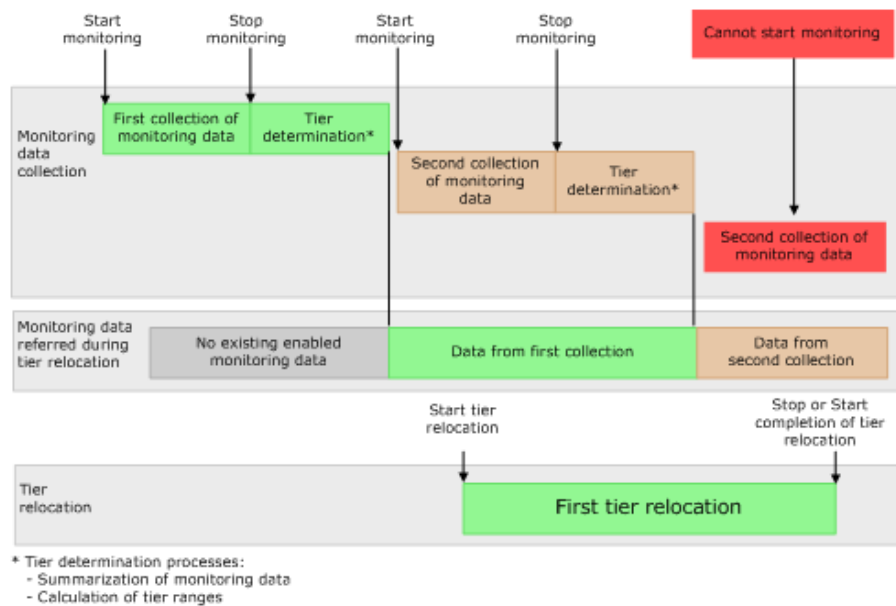 Start
monitoring
Stop
monitoring
Start
monitoring
Stop
monitoring
Cannot start monitoring
Monitoring
data
collection
First collection of
monitoring data
Tier
determination*
Second collection
of monitoring
data
Tier
determination*
Second collection of
monitoring data
Monitoring data
referred during
tier relocation
No existing enabled
monitoring data
Data from first collection
Data from
second collection
Start tier
relocation
Stop or Start
completion of tier
relocation
Tier
relocation
First tier relocation
* Tier determination processes:
- Summarization of monitoring data
- Calculation of tier ranges